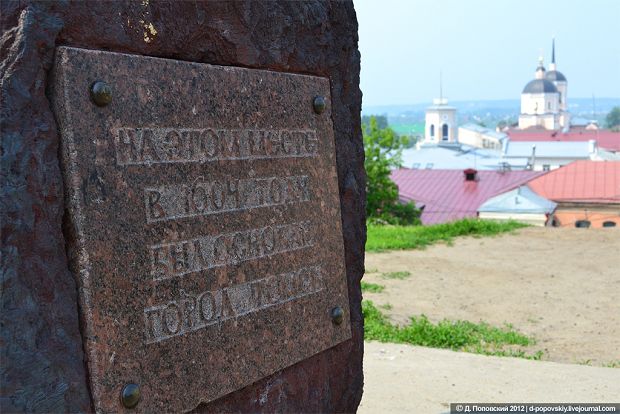 НА ЭТОМ МЕСТЕ
В 1604 ГОДУ
БЫЛ ОСНОВАН
ГОРОД ТОМСК
© Д. Поповский 2012 | d-popovskiy.livejournal.com